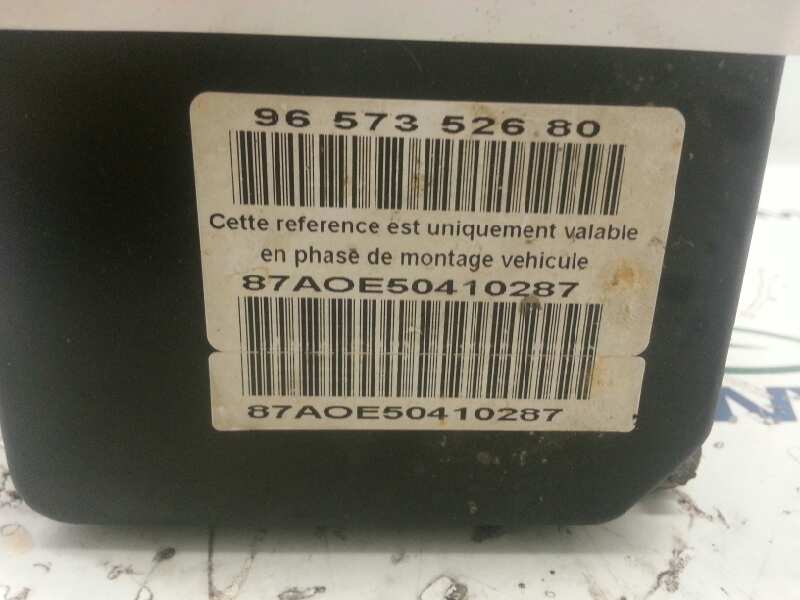 96 573 526 80
Cette reference est uniquement valable
en phase de montage vehicule
87AOE50410287
87AOE50410287